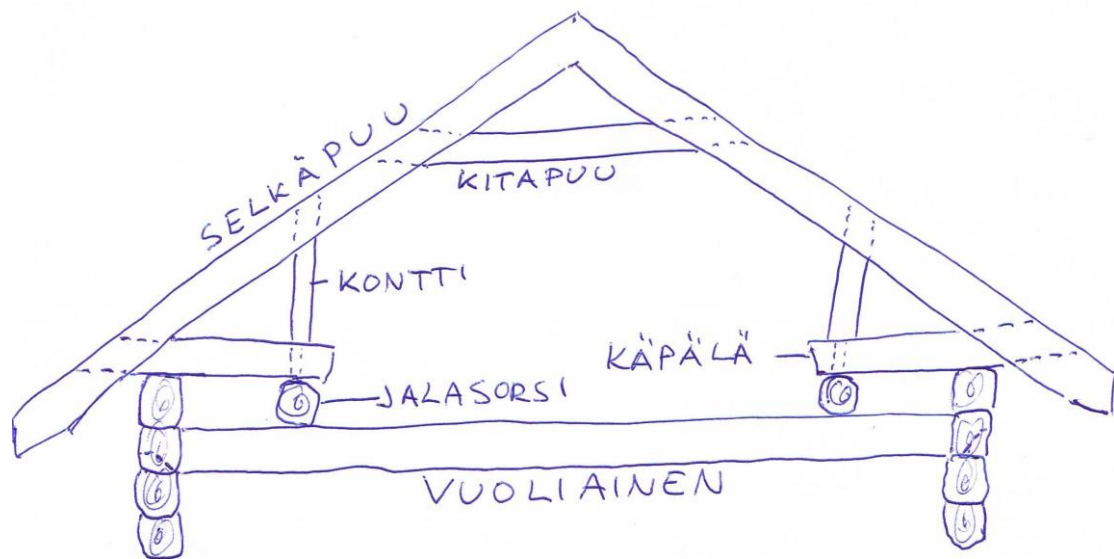 SELKÄPUU
KITAPUU
KONTTI
KÄPÄLÄ
JALASORSI
VUOLIAINEN